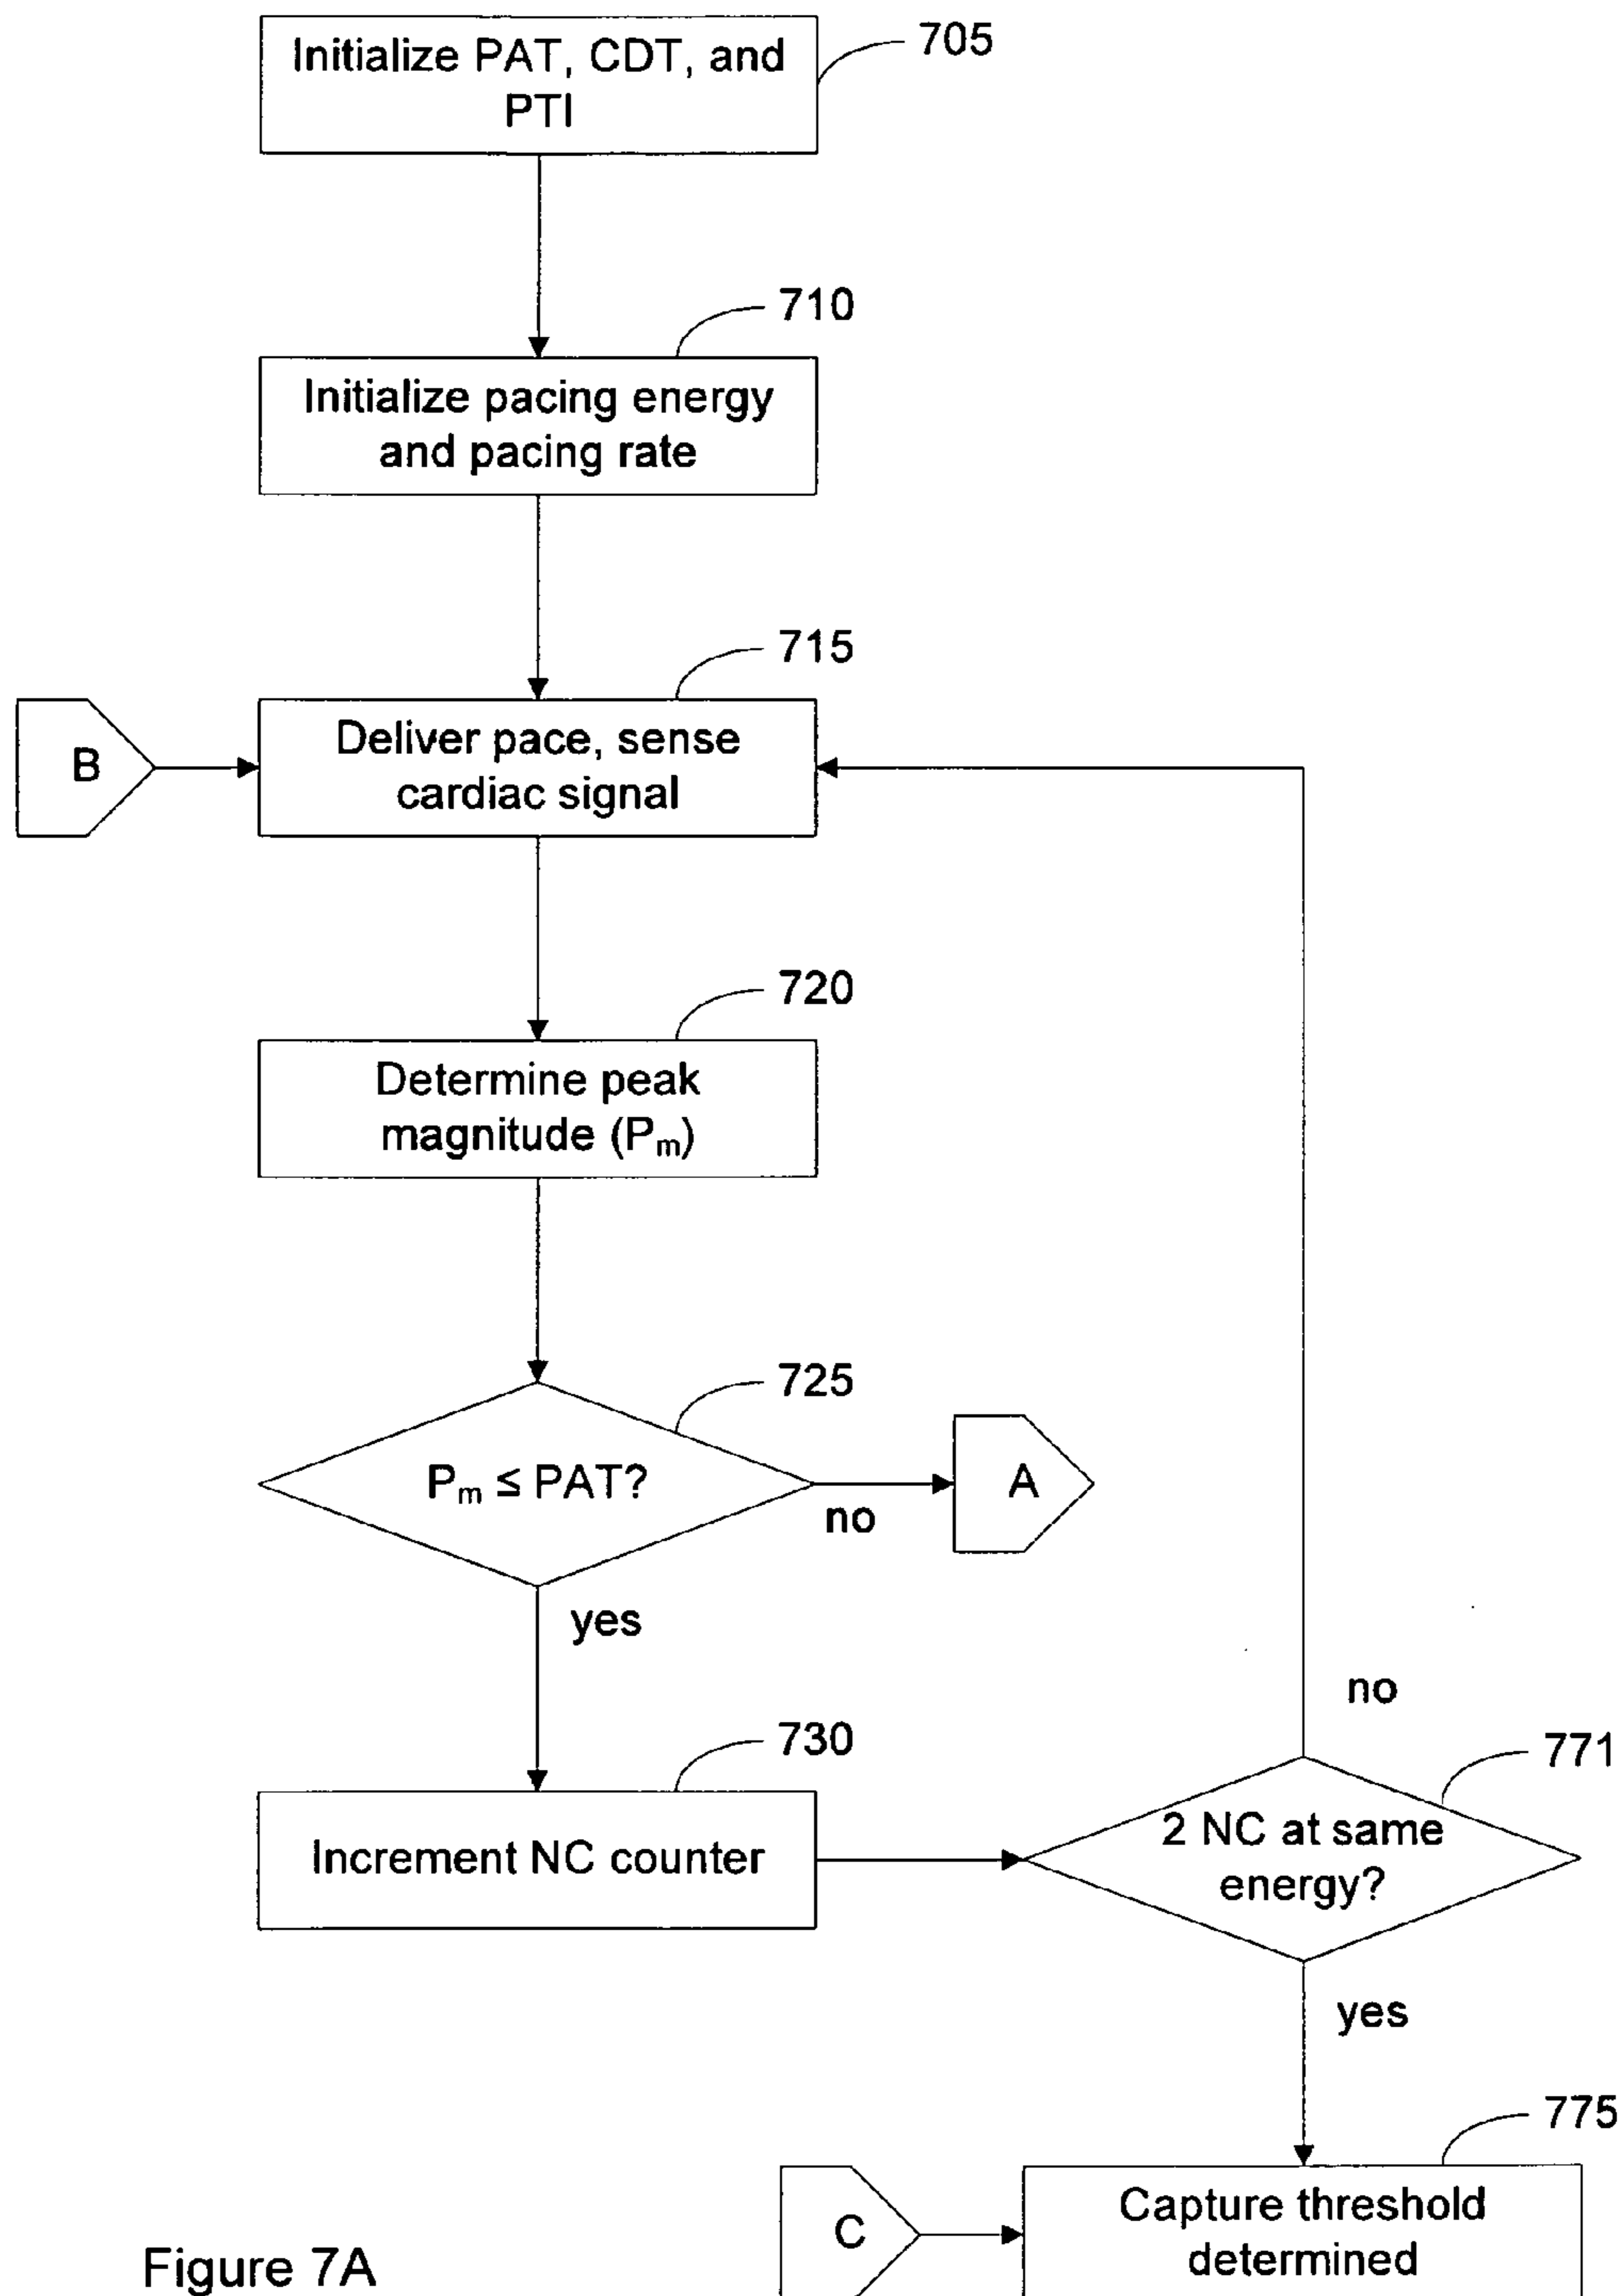 Initialize PAT, CDT, and
PTI
705
710
Initialize pacing energy
and pacing rate
715
B
Deliver pace, sense
cardiac signal
720
Determine peak
magnitude (Pm)
725
Pm ≤ PAT?
no
A
yes
730
Increment NC counter
no
771
2 NC at same
energy?
yes
775
C
Capture threshold
determined
Figure 7A